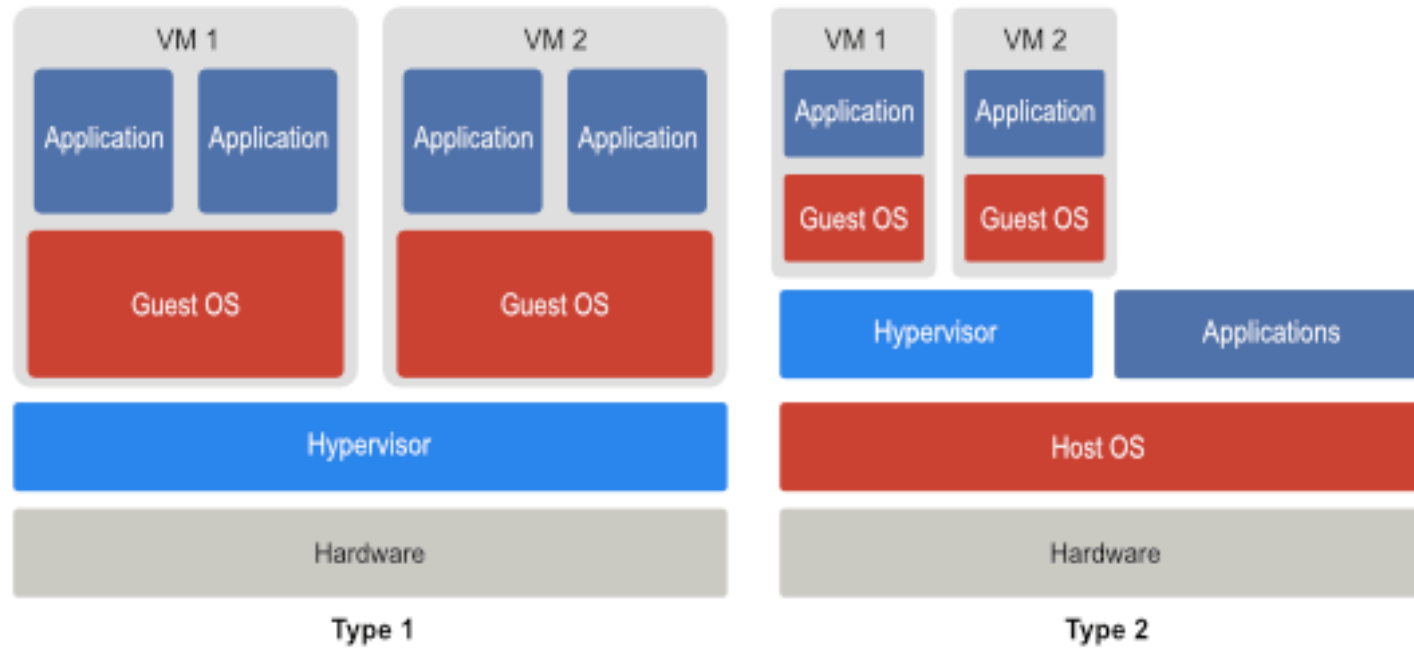 VM 1
VM 2
Application
Application
Application
Application
Guest OS
Guest OS
Hypervisor
Hardware
Type 1
VM 1
VM 2
Application
Application
Guest OS
Guest OS
Hypervisor
Applications
Host OS
Hardware
Type 2